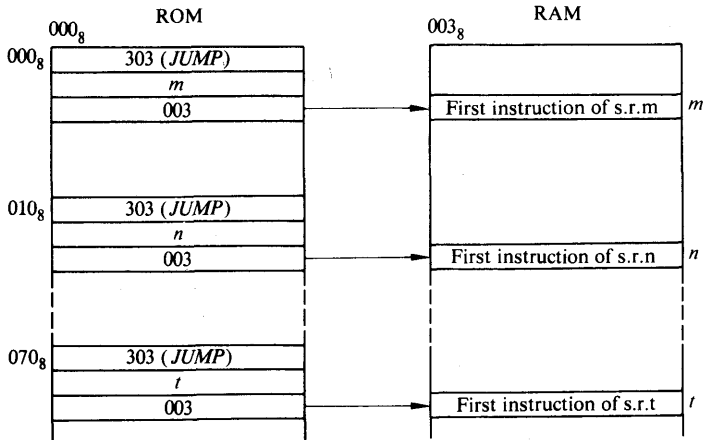 ROM
RAM
000₈
003₈
000₈
303 (JUMP)
m
003
First instruction of s.r.m
m
010₈
303 (JUMP)
n
003
First instruction of s.r.n
n
070₈
303 (JUMP)
t
003
First instruction of s.r.t
t